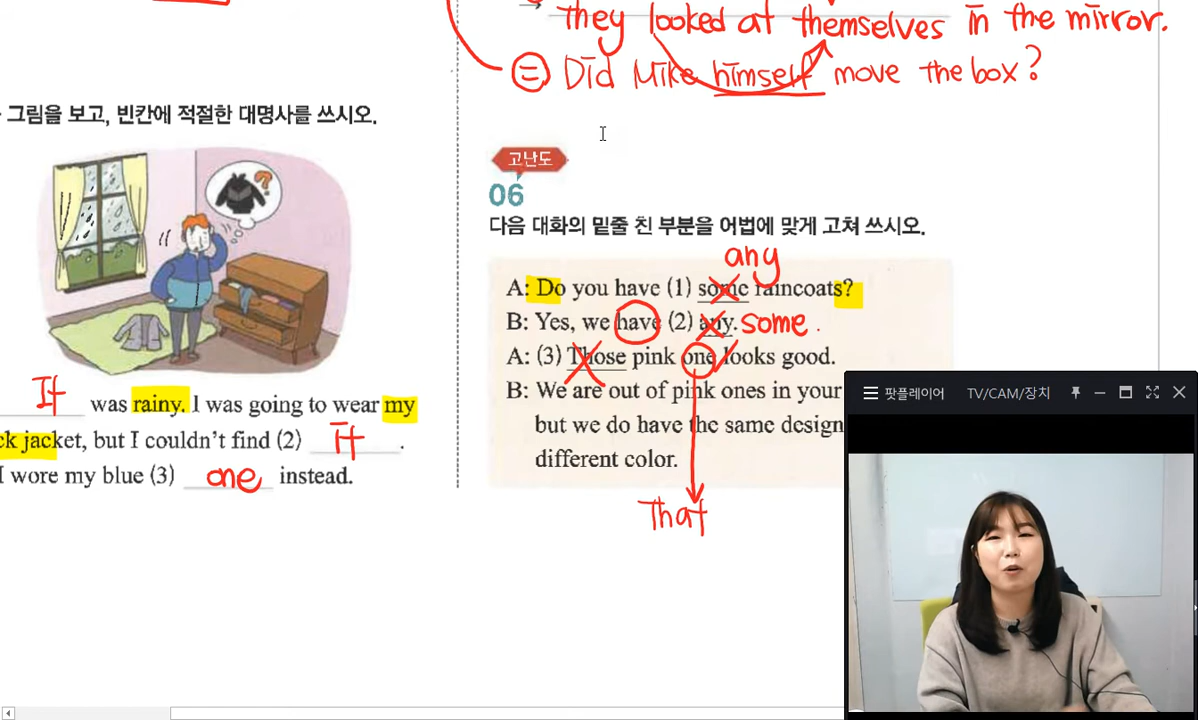 they looked at themselves in the mirror.
= Did Mike himself move the box?
그림을 보고, 빈칸에 적절한 대명사를 쓰시오.
It was rainy. I was going to wear my
ck jacket, but I couldn't find (2) it.
I wore my blue (3) one instead.
고난도
06
다음 대화의 밑줄 친 부분을 어법에 맞게 고쳐 쓰시오.
any
A: Do you have (1) some raincoats?
B: Yes, we have (2) any. some.
A: (3) Those pink one looks good.
B: We are out of pink ones in your
but we do have the same design
different color.
That
팟플레이어 TV/CAM/장치